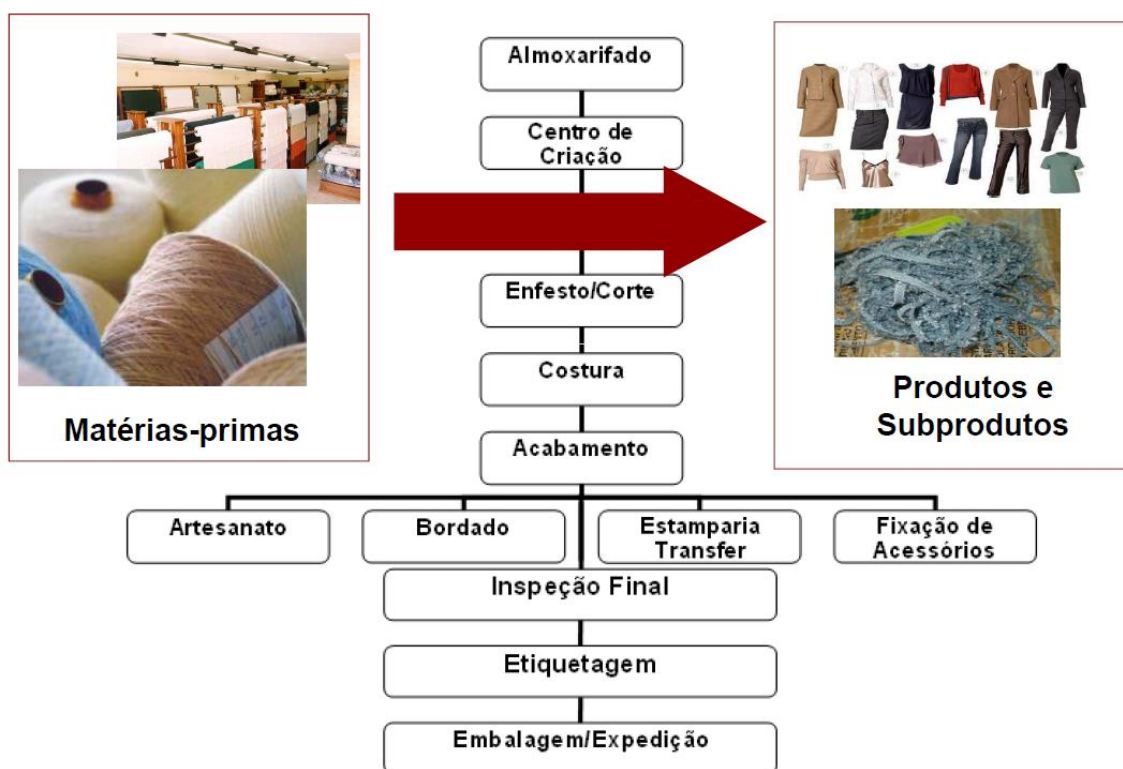 Almoxarifado
Centro de
Criação
Enfesto/Corte
Costura
Acabamento
Matérias-primas
Produtos e
Subprodutos
Artesanato
Bordado
Estamparia
Transfer
Fixação de
Acessórios
Inspeção Final
Etiquetagem
Embalagem/Expedição